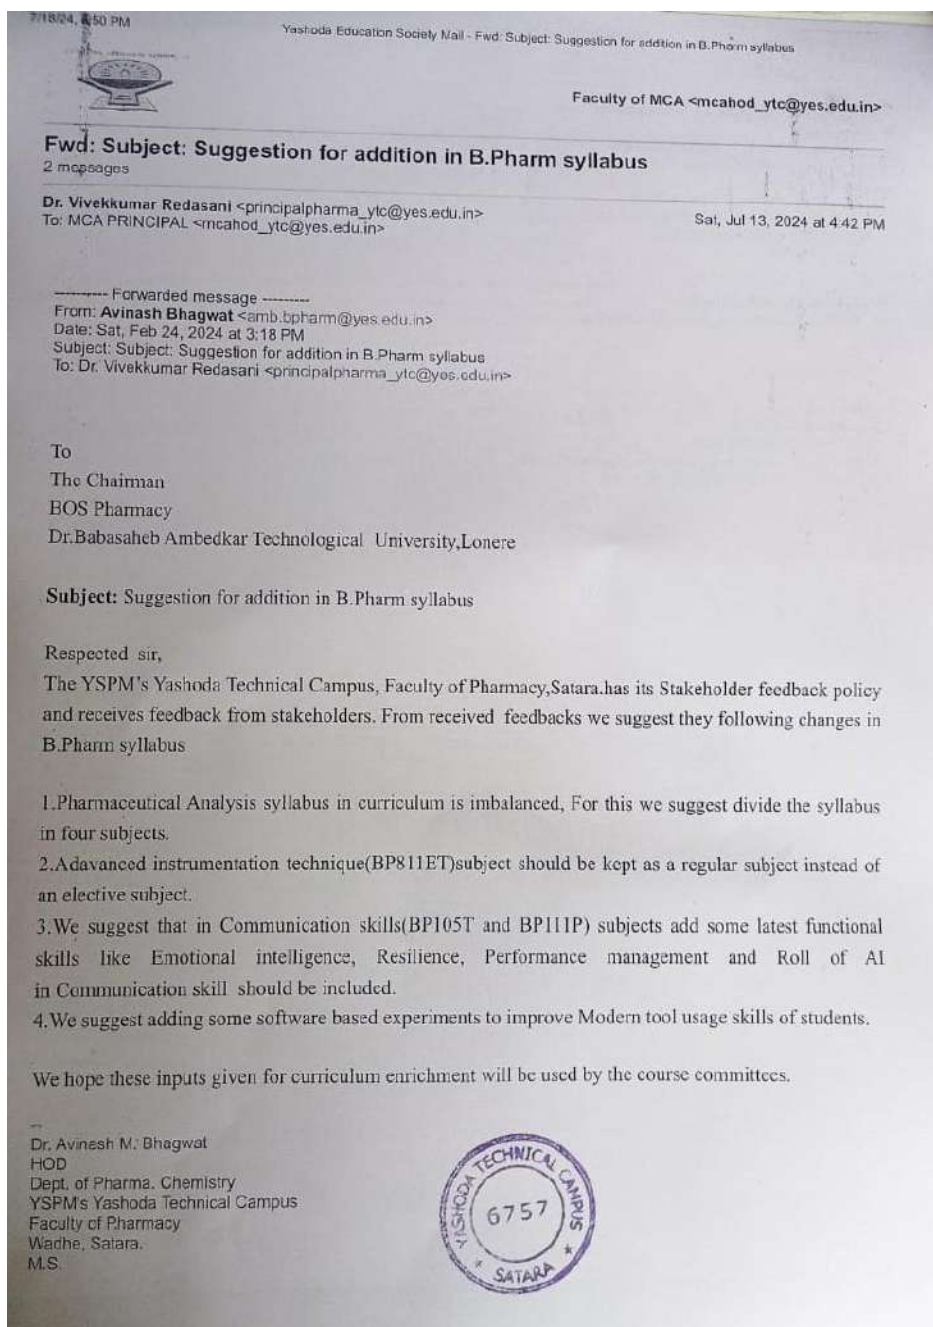 7/18/24, 50 PM
Yashoda Education Society Mail - Fwd: Subject: Suggestion for addition in B.Pharm syllabus
Faculty of MCA <mcahod_ytc@yes.edu.in>
Fwd: Subject: Suggestion for addition in B.Pharm syllabus
2 messages
Dr. Vivekkumar Redasani <principalpharma_ytc@yes.edu.in>
To: MCA PRINCIPAL <mcahod_ytc@yes.edu.in>
Sat, Jul 13, 2024 at 4:42 PM
---------- Forwarded message ---------
From: Avinash Bhagwat <amb.bpharm@yes.edu.in>
Date: Sat, Feb 24, 2024 at 3:18 PM
Subject: Subject: Suggestion for addition in B.Pharm syllabus
To: Dr. Vivekkumar Redasani <principalpharma_ytc@yes.edu.in>
To
The Chairman
BOS Pharmacy
Dr.Babasaheb Ambedkar Technological University,Lonere
Subject: Suggestion for addition in B.Pharm syllabus
Respected sir,
The YSPM's Yashoda Technical Campus, Faculty of Pharmacy,Satara.has its Stakeholder feedback policy
and receives feedback from stakeholders. From received feedbacks we suggest they following changes in
B.Pharm syllabus
1.Pharmaceutical Analysis syllabus in curriculum is imbalanced, For this we suggest divide the syllabus
in four subjects.
2.Adavanced instrumentation technique(BP811ET)subject should be kept as a regular subject instead of
an elective subject.
3.We suggest that in Communication skills(BP105T and BP111P) subjects add some latest functional
skills like Emotional intelligence, Resilience, Performance management and Roll of AI
in Communication skill should be included.
4.We suggest adding some software based experiments to improve Modern tool usage skills of students.
We hope these inputs given for curriculum enrichment will be used by the course committees.
--
Dr. Avinesh M. Bhagwat
HOD
Dept. of Pharma. Chemistry
YSPM's Yashoda Technical Campus
Faculty of Pharmacy
Wadhe, Satara.
M.S.
YASHODA TECHNICAL CAMPUS
6757
* SATARA *